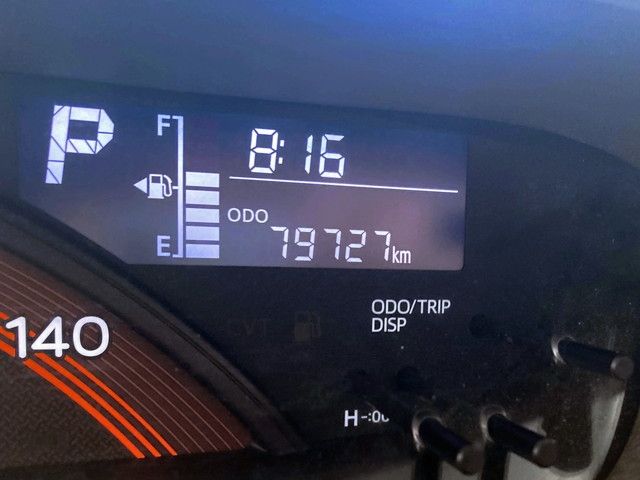 P
F
8:16
ODO
E
79727km
ODO/TRIP
DISP
140
H